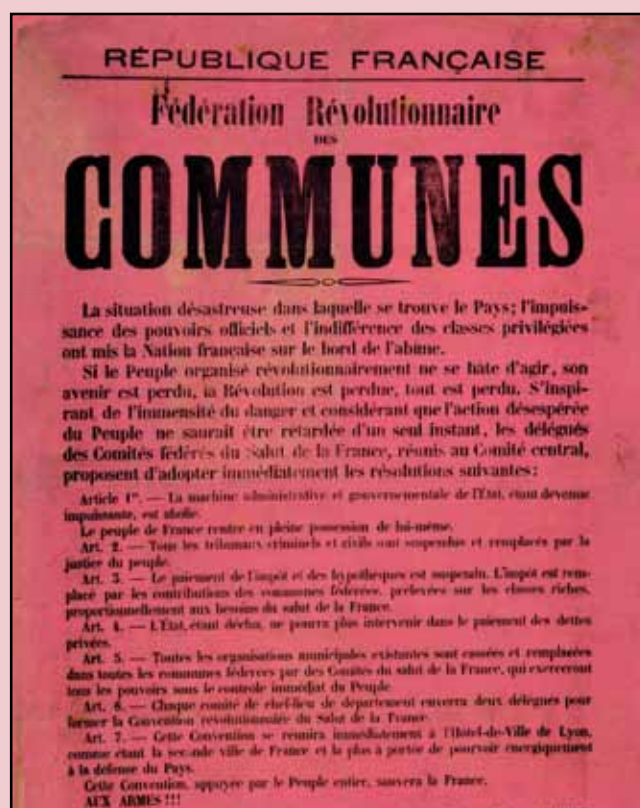 RÉPUBLIQUE FRANÇAISE
Fédération Révolutionnaire
DES
COMMUNES
La situation désastreuse dans laquelle se trouve le Pays; l'impuis-
sance des pouvoirs officiels et l'indifférence des classes privilégiées
ont mis la Nation française sur le bord de l'abîme.
Si le Peuple organisé révolutionnairement ne se hâte d'agir, son
avenir est perdu, la Révolution est perdue, tout est perdu. S'inspi-
rant de l'immensité du danger et considérant que l'action désespérée
du Peuple ne saurait être retardée d'un seul instant, les délégués
des Comités fédérés du Salut de la France, réunis au Comité central,
proposent d'adopter immédiatement les résolutions suivantes:
Article 1er. — La machine administrative et gouvernementale de l'État, étant devenue
impuissante, est abolie.
Le peuple de France rentre en pleine possession de lui-même.
Art. 2. — Tous les tribunaux criminels et civils sont suspendus et remplacés par la
justice du peuple.
Art. 3. — Le paiement de l'impôt et des hypothèques est suspendu. L'impôt est rem-
placé par les contributions des communes fédérées, prélevées sur les classes riches,
proportionnellement aux besoins du salut de la France.
Art. 4. — L'État, étant déchu, ne pourra plus intervenir dans le paiement des dettes
privées.
Art. 5. — Toutes les organisations municipales existantes sont cassées et remplacées
dans toutes les communes fédérées par des Comités du salut de la France, qui exerceront
tous les pouvoirs sous le contrôle immédiat du Peuple.
Art. 6. — Chaque comité de chef-lieu de département enverra deux délégués pour
former la Convention révolutionnaire du Salut de la France.
Art. 7. — Cette Convention se réunira immédiatement à l'Hôtel-de-Ville de Lyon,
comme étant la seconde ville de France et la plus à portée de pourvoir énergiquement
à la défense du Pays.
Cette Convention, appuyée par le Peuple entier, sauvera la France.
AUX ARMES!!!